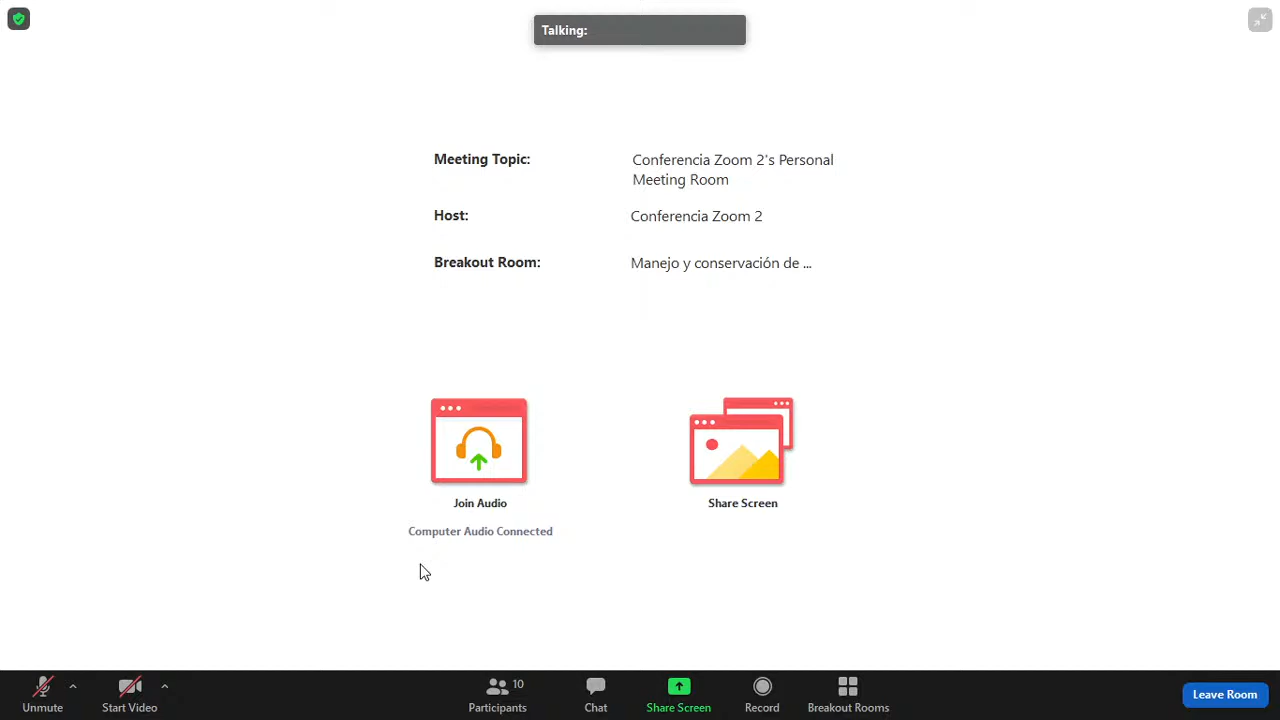 Talking:
Meeting Topic:
Conferencia Zoom 2's Personal
Meeting Room
Host:
Conferencia Zoom 2
Breakout Room:
Manejo y conservación de ...
Join Audio
Share Screen
Computer Audio Connected
Unmute
Start Video
10
Participants
Chat
Share Screen
Record
Breakout Rooms
Leave Room